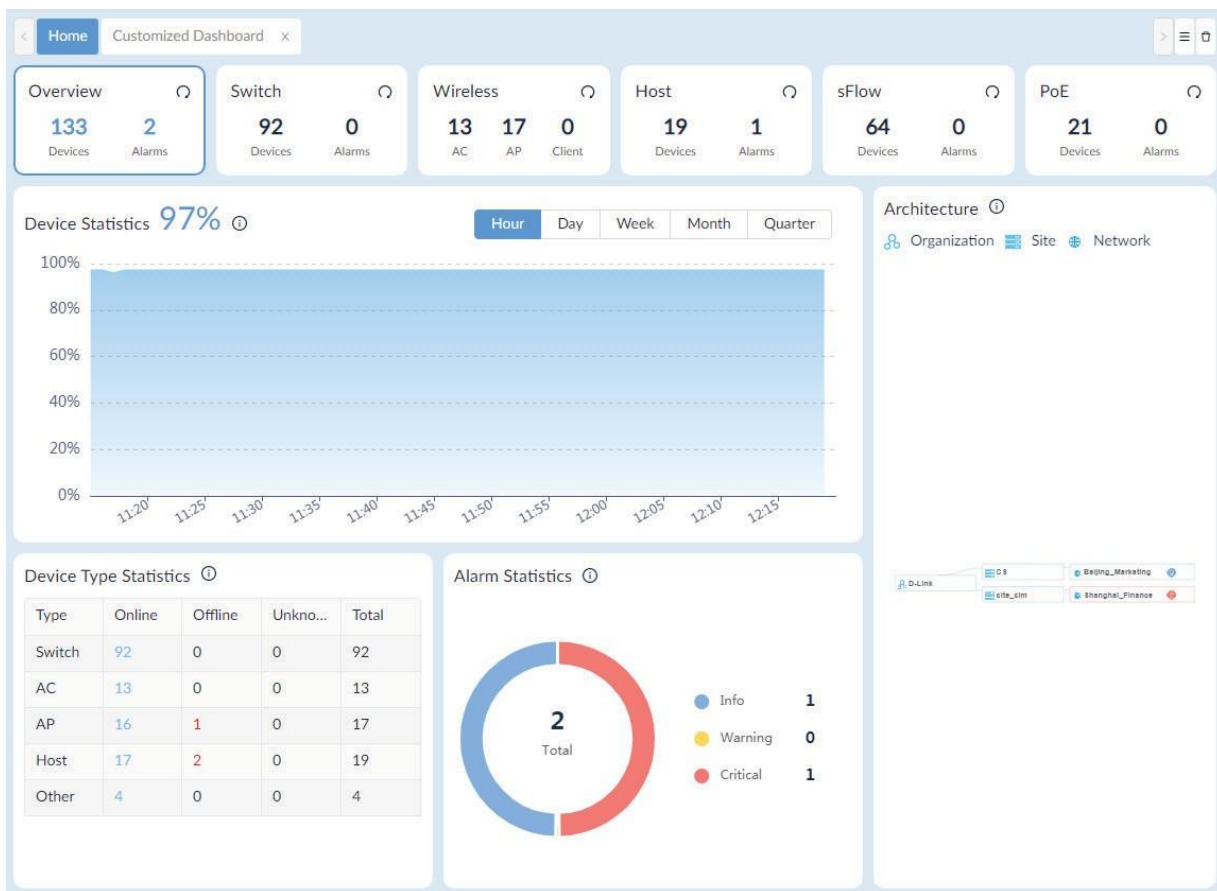 Home
Customized Dashboard x
Overview
133 2
Devices Alarms
Switch
92 0
Devices Alarms
Wireless
13 17 0
AC AP Client
Host
19 1
Devices Alarms
sFlow
64 0
Devices Alarms
PoE
21 0
Devices Alarms
Device Statistics 97%
Hour Day Week Month Quarter
100%
80%
60%
40%
20%
0%
11:20 11:25 11:30 11:35 11:40 11:45 11:50 11:55 12:00 12:05 12:10 12:15
Architecture
Organization Site Network
D-Link
C 8
Beijing_Marketing
site_sim
Shanghai_Finance
Device Type Statistics
Type Online Offline Unkno... Total
Switch 92 0 0 92
AC 13 0 0 13
AP 16 1 0 17
Host 17 2 0 19
Other 4 0 0 4
Alarm Statistics
2
Total
Info 1
Warning 0
Critical 1